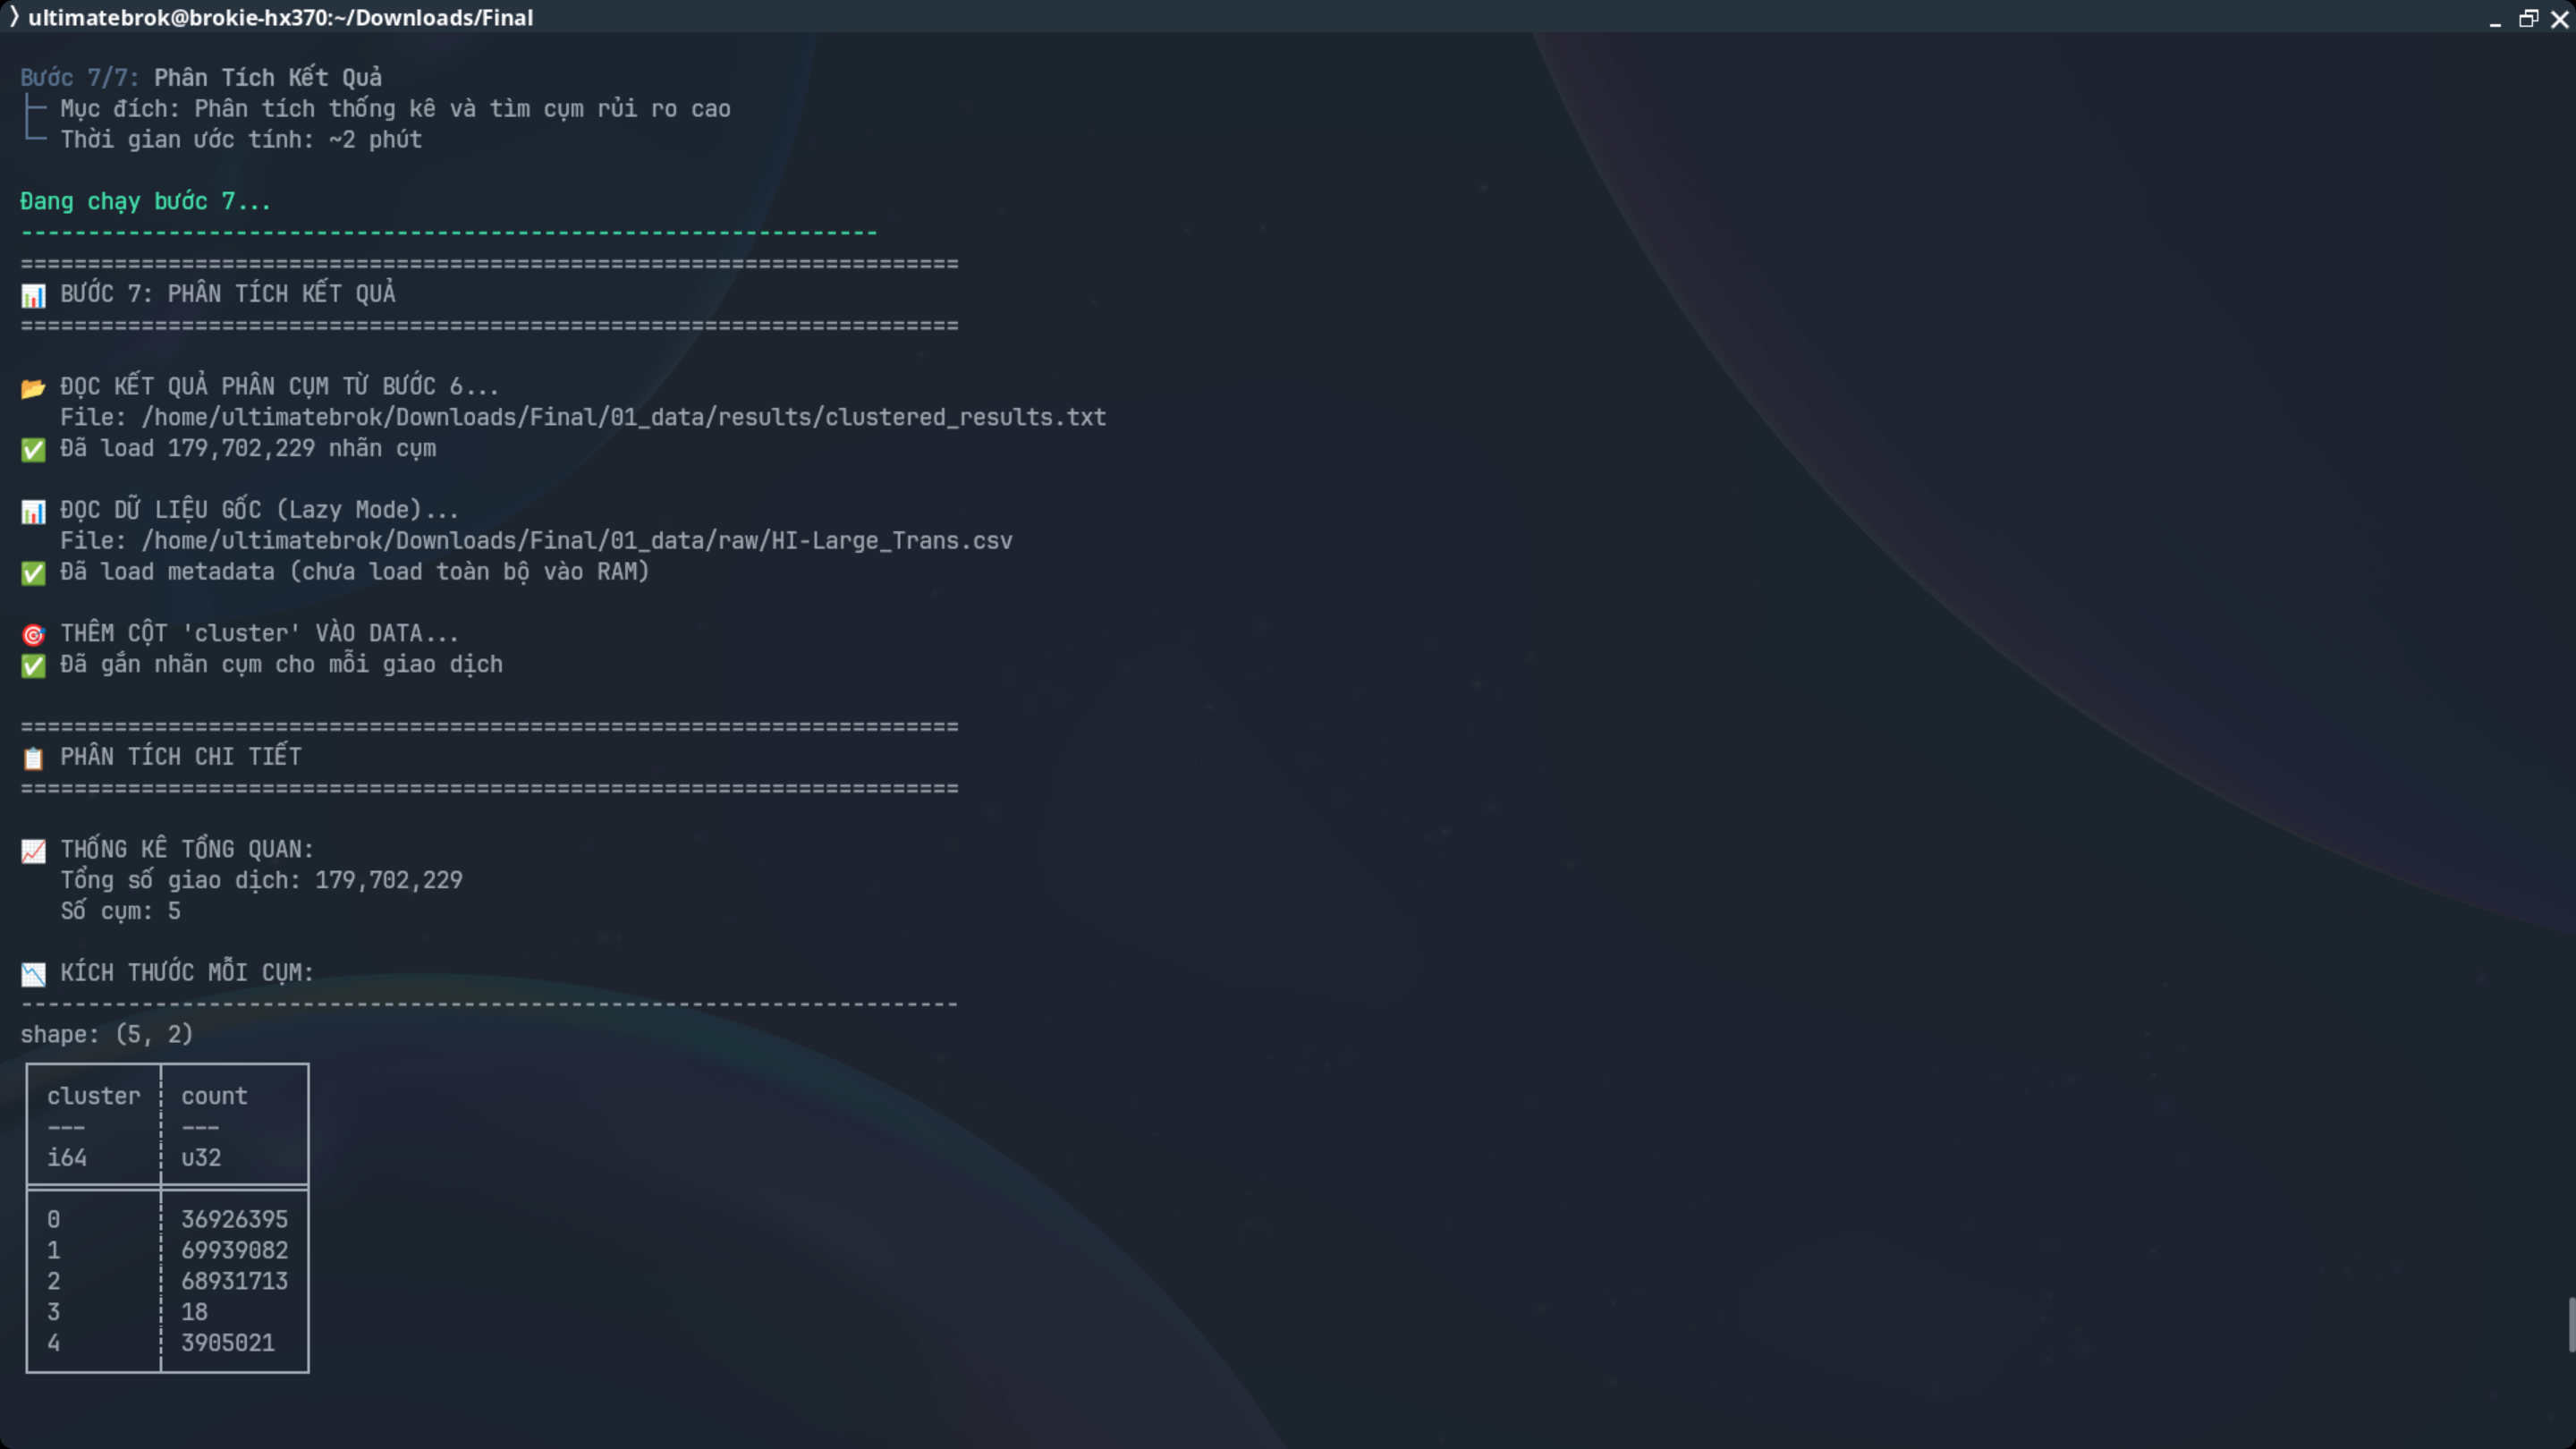 ultimatebrok@brokie-hx370:~/Downloads/Final
Bước 7/7: Phân Tích Kết Quả
├─ Mục đích: Phân tích thống kê và tìm cụm rủi ro cao
└─ Thời gian ước tính: ~2 phút
Đang chạy bước 7...
----------------------------------------------------------------
======================================================================
📊 BƯỚC 7: PHÂN TÍCH KẾT QUẢ
======================================================================
📂 ĐỌC KẾT QUẢ PHÂN CỤM TỪ BƯỚC 6...
File: /home/ultimatebrok/Downloads/Final/01_data/results/clustered_results.txt
✅ Đã load 179,702,229 nhãn cụm
📊 ĐỌC DỮ LIỆU GỐC (Lazy Mode)...
File: /home/ultimatebrok/Downloads/Final/01_data/raw/HI-Large_Trans.csv
✅ Đã load metadata (chưa load toàn bộ vào RAM)
🎯 THÊM CỘT 'cluster' VÀO DATA...
✅ Đã gắn nhãn cụm cho mỗi giao dịch
======================================================================
📋 PHÂN TÍCH CHI TIẾT
======================================================================
📈 THỐNG KÊ TỔNG QUAN:
Tổng số giao dịch: 179,702,229
Số cụm: 5
📉 KÍCH THƯỚC MỖI CỤM:
----------------------------------------------------------------------
shape: (5, 2)
cluster count
--- ---
i64 u32
0 36926395
1 69939082
2 68931713
3 18
4 3905021